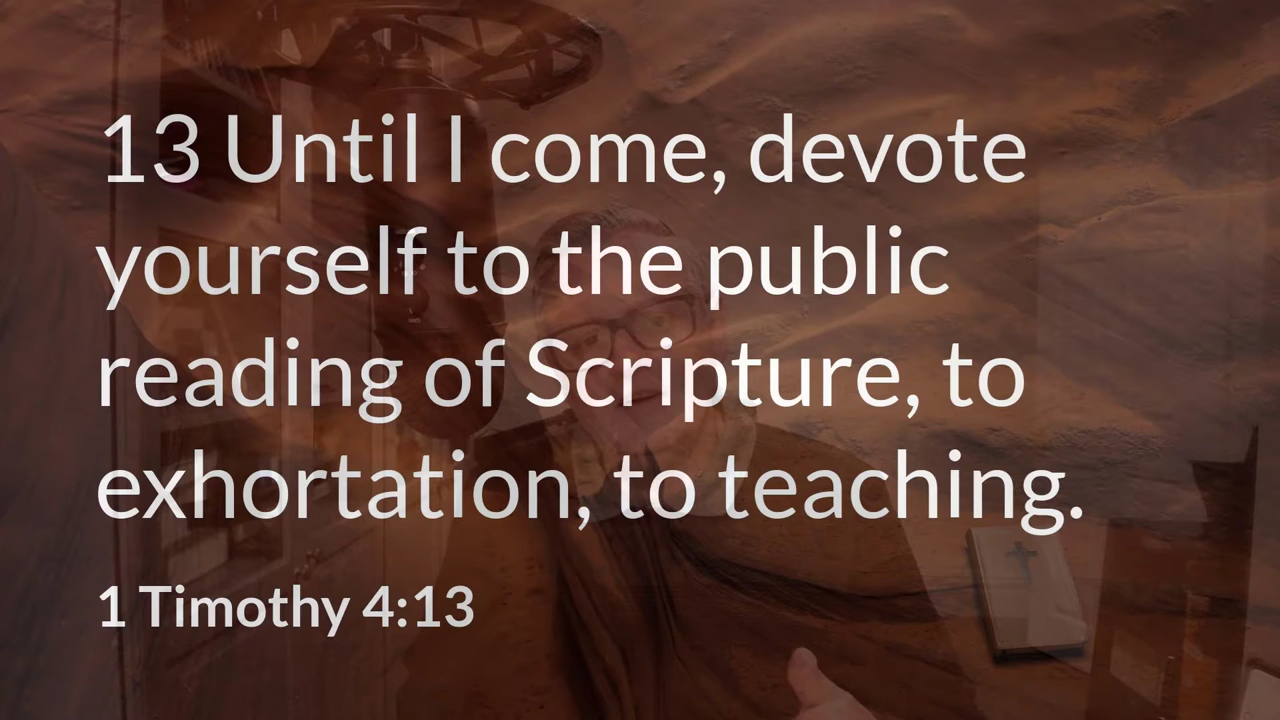 13 Until I come, devote
yourself to the public
reading of Scripture, to
exhortation, to teaching.
1 Timothy 4:13